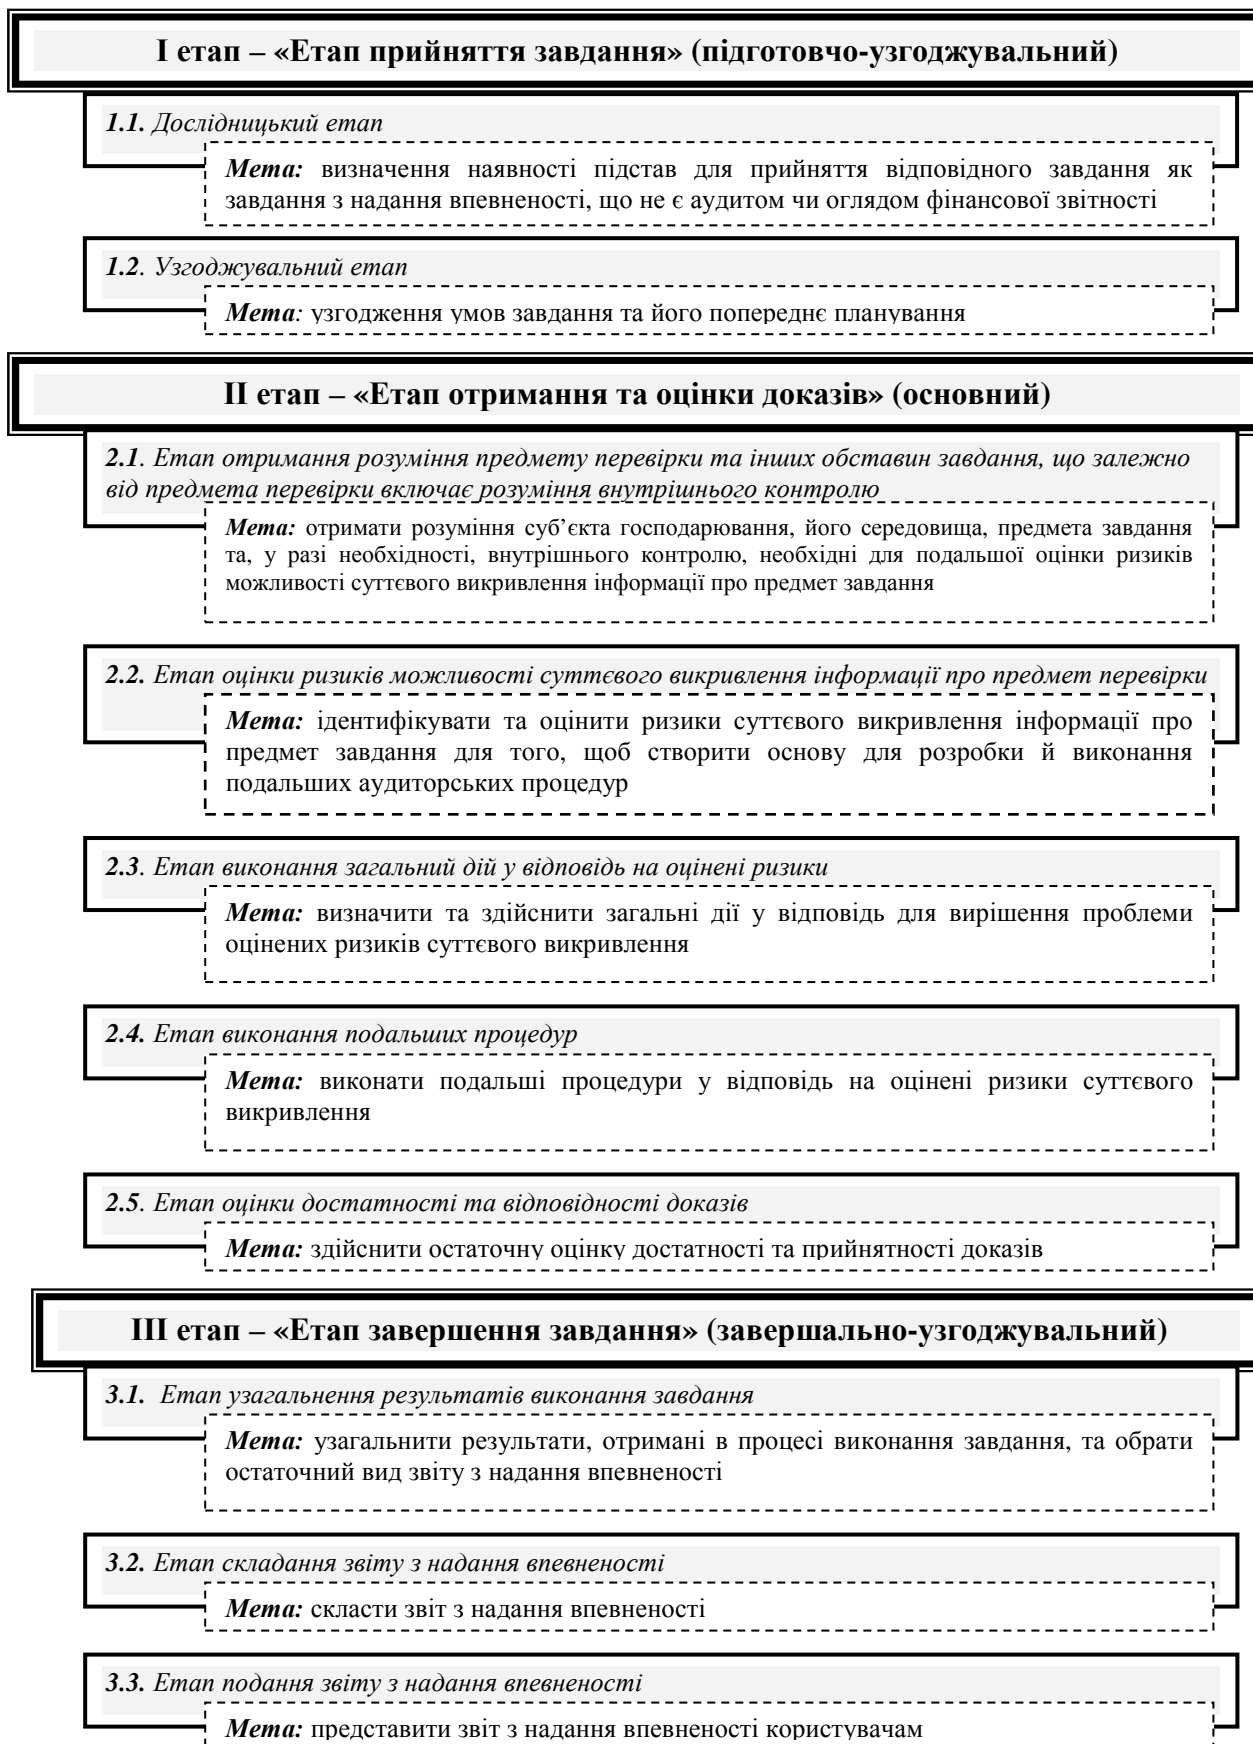 І етап – «Етап прийняття завдання» (підготовчо-узгоджувальний)
1.1. Дослідницький етап
Мета: визначення наявності підстав для прийняття відповідного завдання як
завдання з надання впевненості, що не є аудитом чи оглядом фінансової звітності
1.2. Узгоджувальний етап
Мета: узгодження умов завдання та його попереднє планування
ІІ етап – «Етап отримання та оцінки доказів» (основний)
2.1. Етап отримання розуміння предмету перевірки та інших обставин завдання, що залежно
від предмета перевірки включає розуміння внутрішнього контролю
Мета: отримати розуміння суб’єкта господарювання, його середовища, предмета завдання
та, у разі необхідності, внутрішнього контролю, необхідні для подальшої оцінки ризиків
можливості суттєвого викривлення інформації про предмет завдання
2.2. Етап оцінки ризиків можливості суттєвого викривлення інформації про предмет перевірки
Мета: ідентифікувати та оцінити ризики суттєвого викривлення інформації про
предмет завдання для того, щоб створити основу для розробки й виконання
подальших аудиторських процедур
2.3. Етап виконання загальний дій у відповідь на оцінені ризики
Мета: визначити та здійснити загальні дії у відповідь для вирішення проблеми
оцінених ризиків суттєвого викривлення
2.4. Етап виконання подальших процедур
Мета: виконати подальші процедури у відповідь на оцінені ризики суттєвого
викривлення
2.5. Етап оцінки достатності та відповідності доказів
Мета: здійснити остаточну оцінку достатності та прийнятності доказів
ІІІ етап – «Етап завершення завдання» (завершально-узгоджувальний)
3.1. Етап узагальнення результатів виконання завдання
Мета: узагальнити результати, отримані в процесі виконання завдання, та обрати
остаточний вид звіту з надання впевненості
3.2. Етап складання звіту з надання впевненості
Мета: скласти звіт з надання впевненості
3.3. Етап подання звіту з надання впевненості
Мета: представити звіт з надання впевненості користувачам